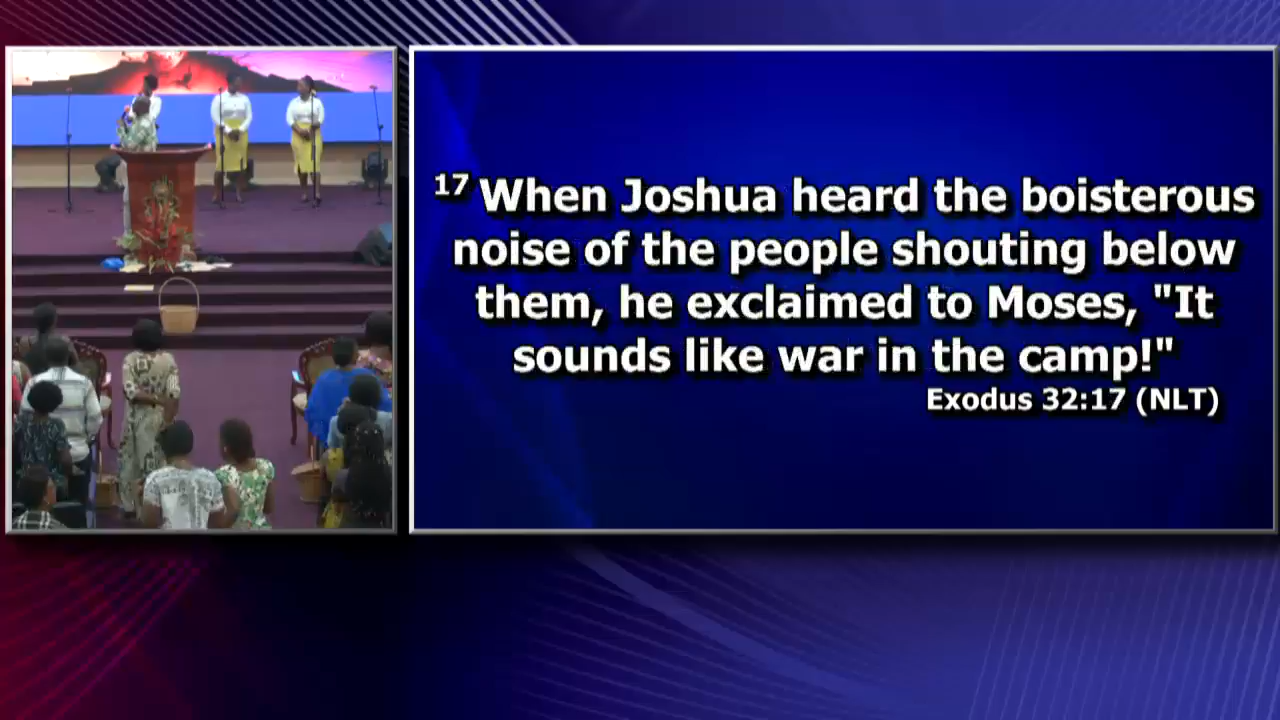 17 When Joshua heard the boisterous
noise of the people shouting below
them, he exclaimed to Moses, "It
sounds like war in the camp!"
Exodus 32:17 (NLT)